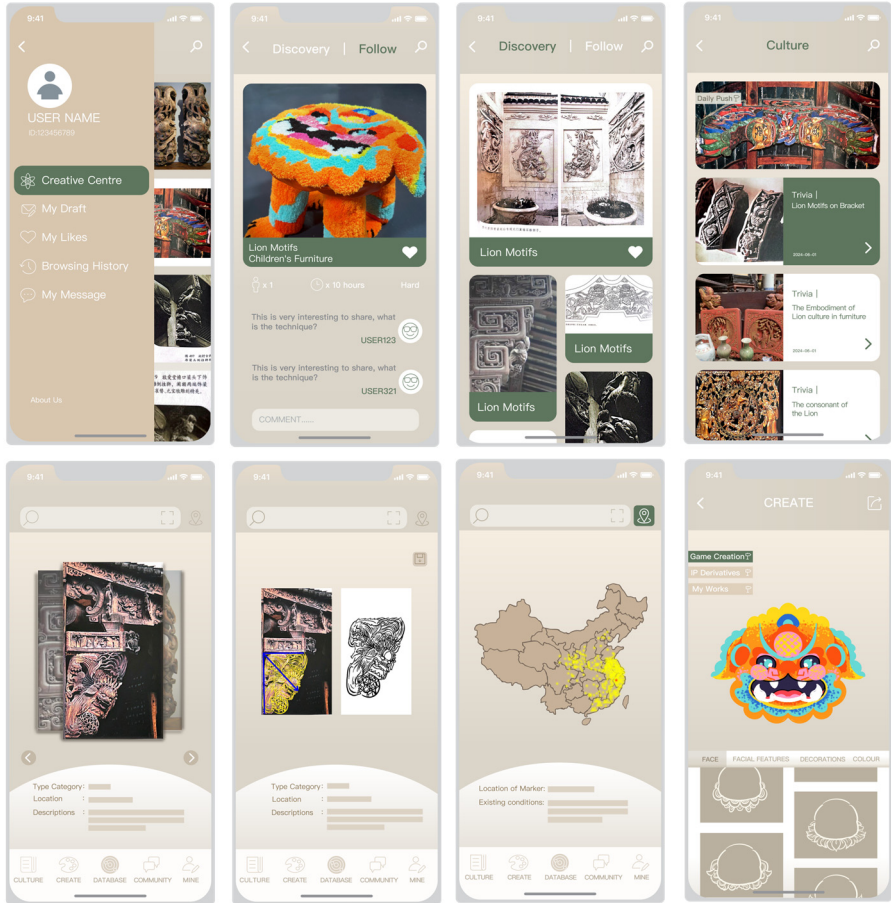 9:41
USER NAME
ID:123456789
Creative Centre
My Draft
My Likes
Browsing History
My Message
About Us
9:41
Discovery | Follow
Lion Motifs
Children's Furniture
x 1
x 10 hours
Hard
This is very interesting to share, what
is the technique?
USER123
This is very interesting to share, what
is the technique?
USER321
COMMENT......
9:41
Discovery | Follow
Lion Motifs
Lion Motifs
Lion Motifs
9:41
Culture
Daily Push
Trivia |
Lion Motifs on Bracket
2024-06-01
Trivia |
The Embodiment of
Lion culture in furniture
2024-06-01
Trivia |
The consonant of
the Lion
9:41
Type Category:
Location :
Descriptions :
CULTURE CREATE DATABASE COMMUNITY MINE
9:41
Type Category:
Location :
Descriptions :
CULTURE CREATE DATABASE COMMUNITY MINE
9:41
Location of Marker:
Existing conditions:
CULTURE CREATE DATABASE COMMUNITY MINE
9:41
CREATE
Game Creation
IP Derivatives
My Works
FACE FACIAL FEATURES DECORATIONS COLOUR